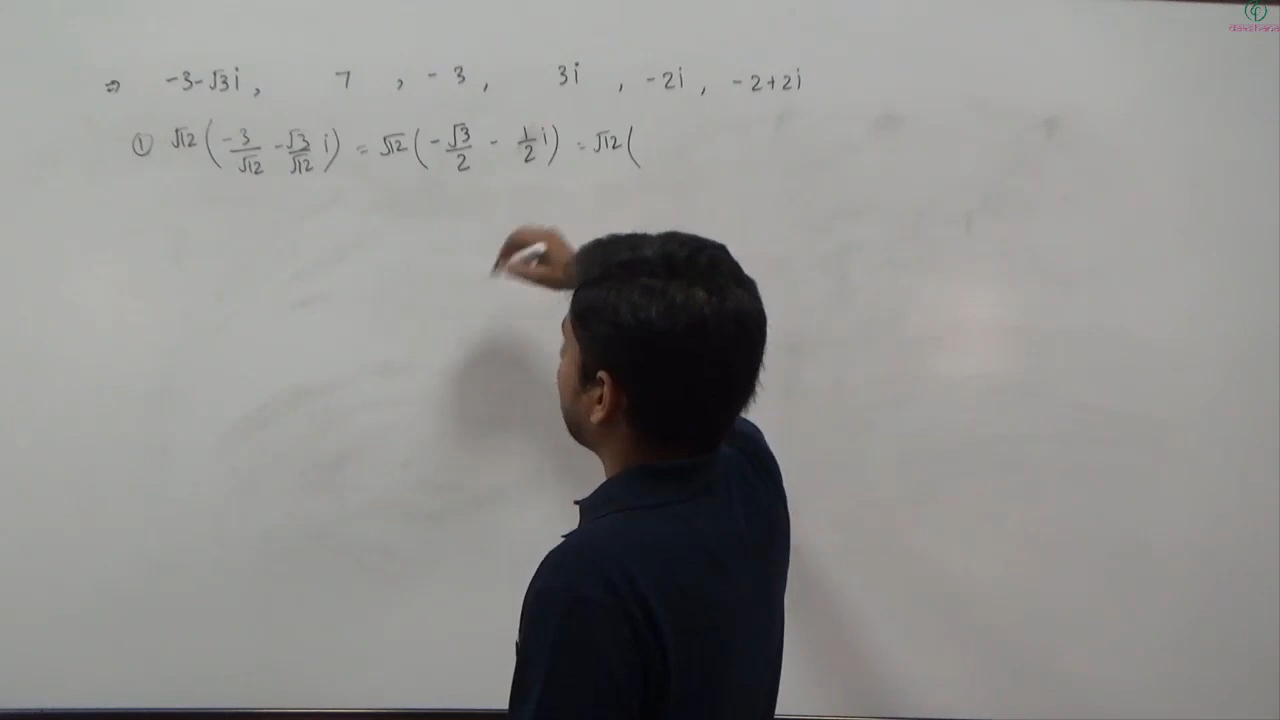 ⇒ -3-√3i, 7, -3, 3i, -2i, -2+2i
① √12(-3/√12 -√3/√12 i) = √12(-√3/2 - 1/2 i) = √12(